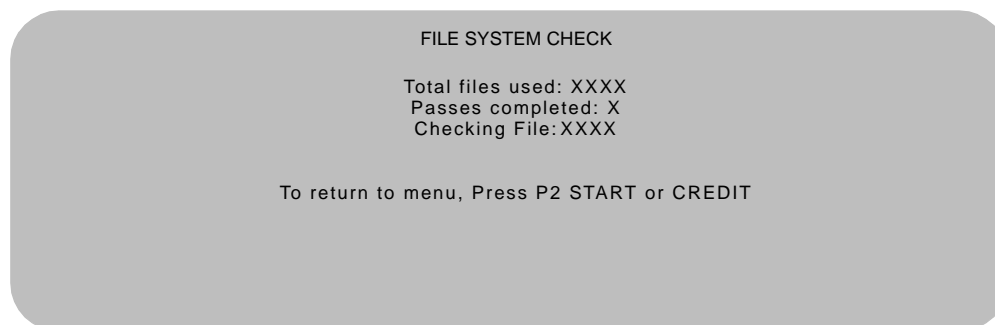 FILE SYSTEM CHECK
Total files used: XXXX
Passes completed: X
Checking File:XXXX
To return to menu, Press P2 START or CREDIT